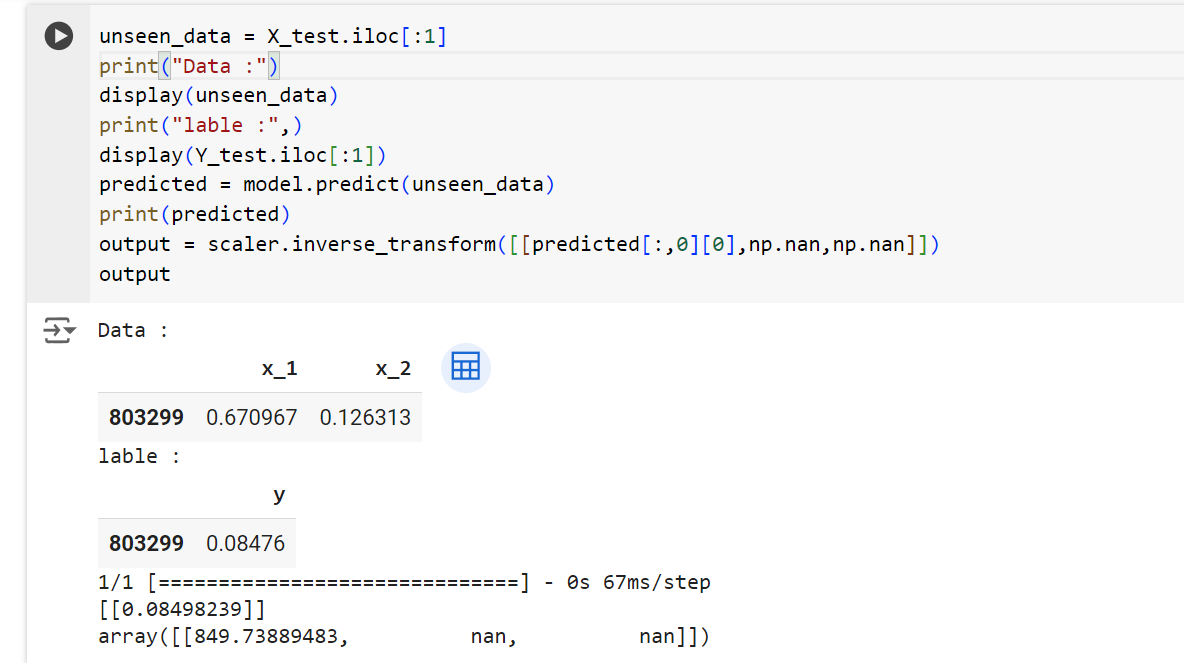 unseen_data = X_test.iloc[:1]
print("Data :")
display(unseen_data)
print("lable :",)
display(Y_test.iloc[:1])
predicted = model.predict(unseen_data)
print(predicted)
output = scaler.inverse_transform([[predicted[:,0][0],np.nan,np.nan]])
output
Data :
x_1 x_2
803299 0.670967 0.126313
lable :
y
803299 0.08476
1/1 [==============================] - 0s 67ms/step
[[0.08498239]]
array([[849.73889483, nan, nan]])